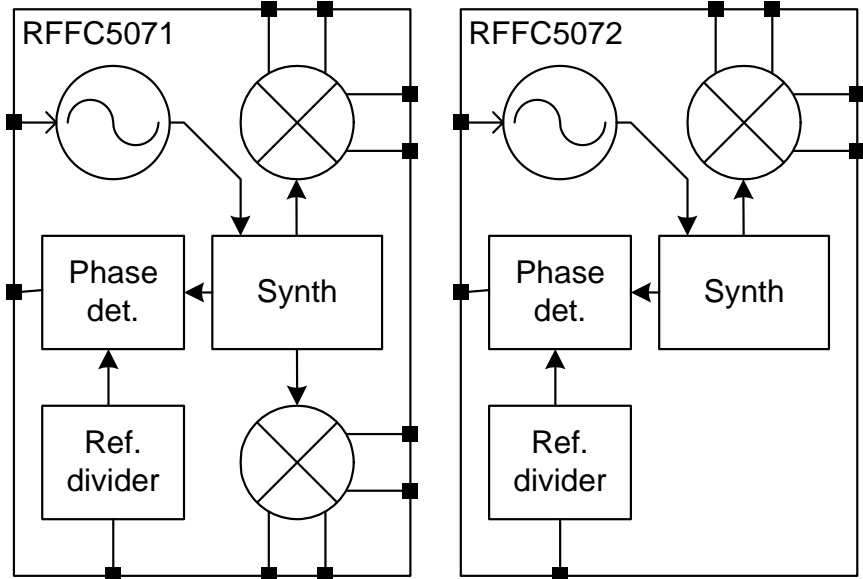 RFFC5071
Phase
det.
Synth
Ref.
divider
RFFC5072
Phase
det.
Synth
Ref.
divider